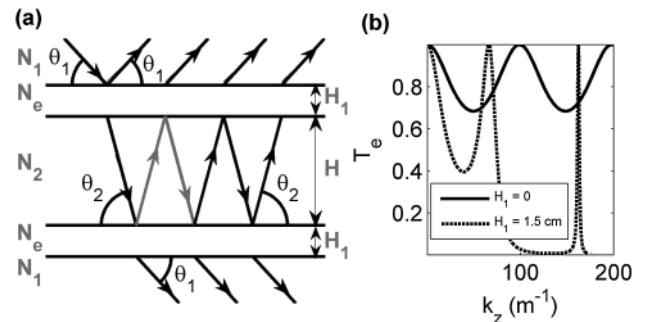 (a)
N₁
θ₁
θ₁
Nₑ
H₁
N₂
H
θ₂
θ₂
Nₑ
H₁
N₁
θ₁
(b)
0.8
0.6
0.4
0.2
Tₑ
H₁ = 0
H₁ = 1.5 cm
100
200
k_z (m⁻¹)